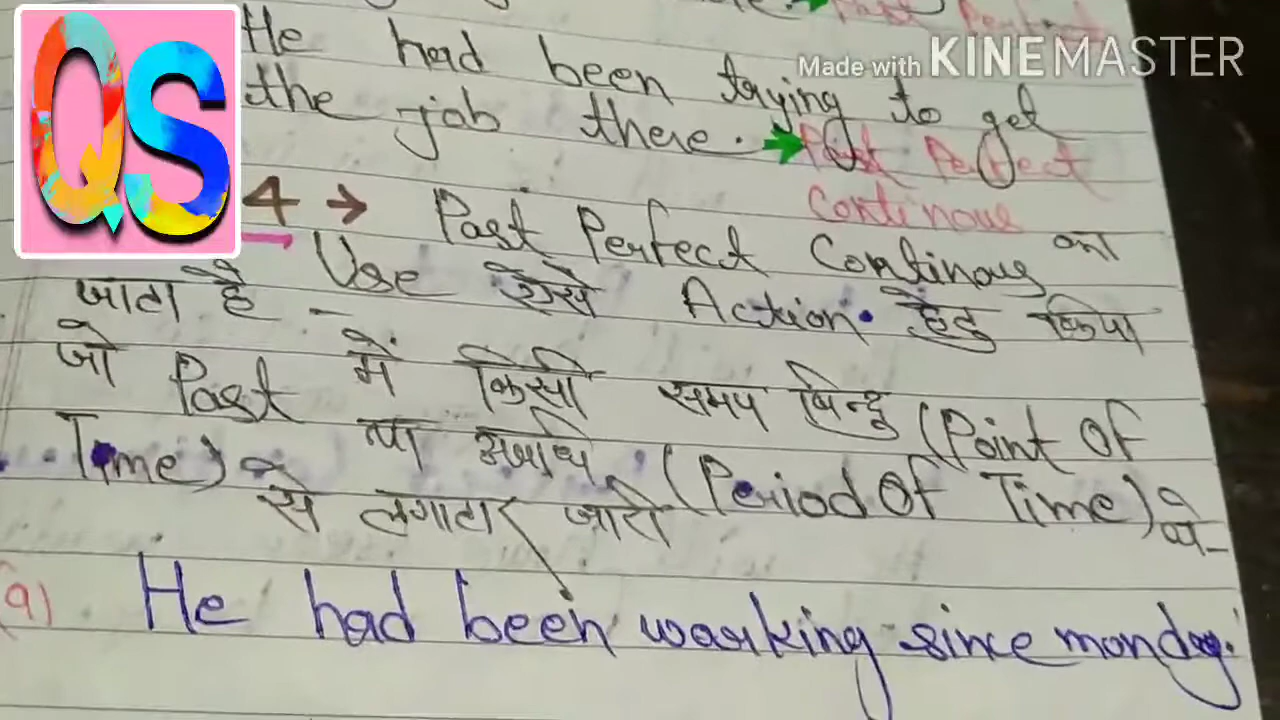 QS
Made with KINEMASTER
He had been trying to get
the job there. → Past Perfect
Continous
4 → Past Perfect Continous का
Use ऐसे Action हेतु किया
जाता है –
जो Past में किसी समय बिन्दु (Point Of
Time) या अवधि (Period Of Time)
से लगातार जारी थे–
(a) He had been working since monday.